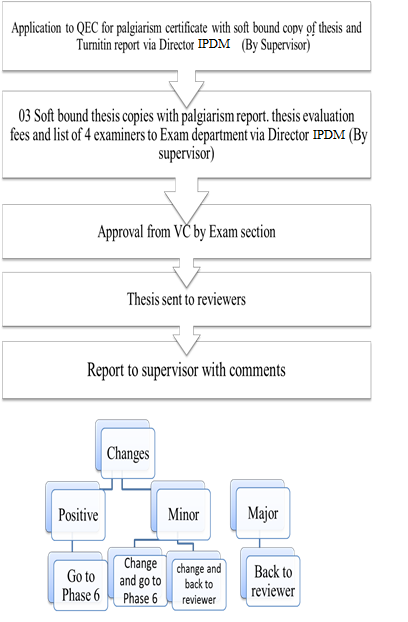 Application to QEC for palgiarism certificate with soft bound copy of thesis and
Turnitin report via Director IPDM (By Supervisor)
03 Soft bound thesis copies with palgiarism report. thesis evaluation
fees and list of 4 examiners to Exam department via Director IPDM (By
supervisor)
Approval from VC by Exam section
Thesis sent to reviewers
Report to supervisor with comments
Changes
Positive
Minor
Major
Go to
Phase 6
Change
and go to
Phase 6
change and
back to
reviewer
Back to
reviewer